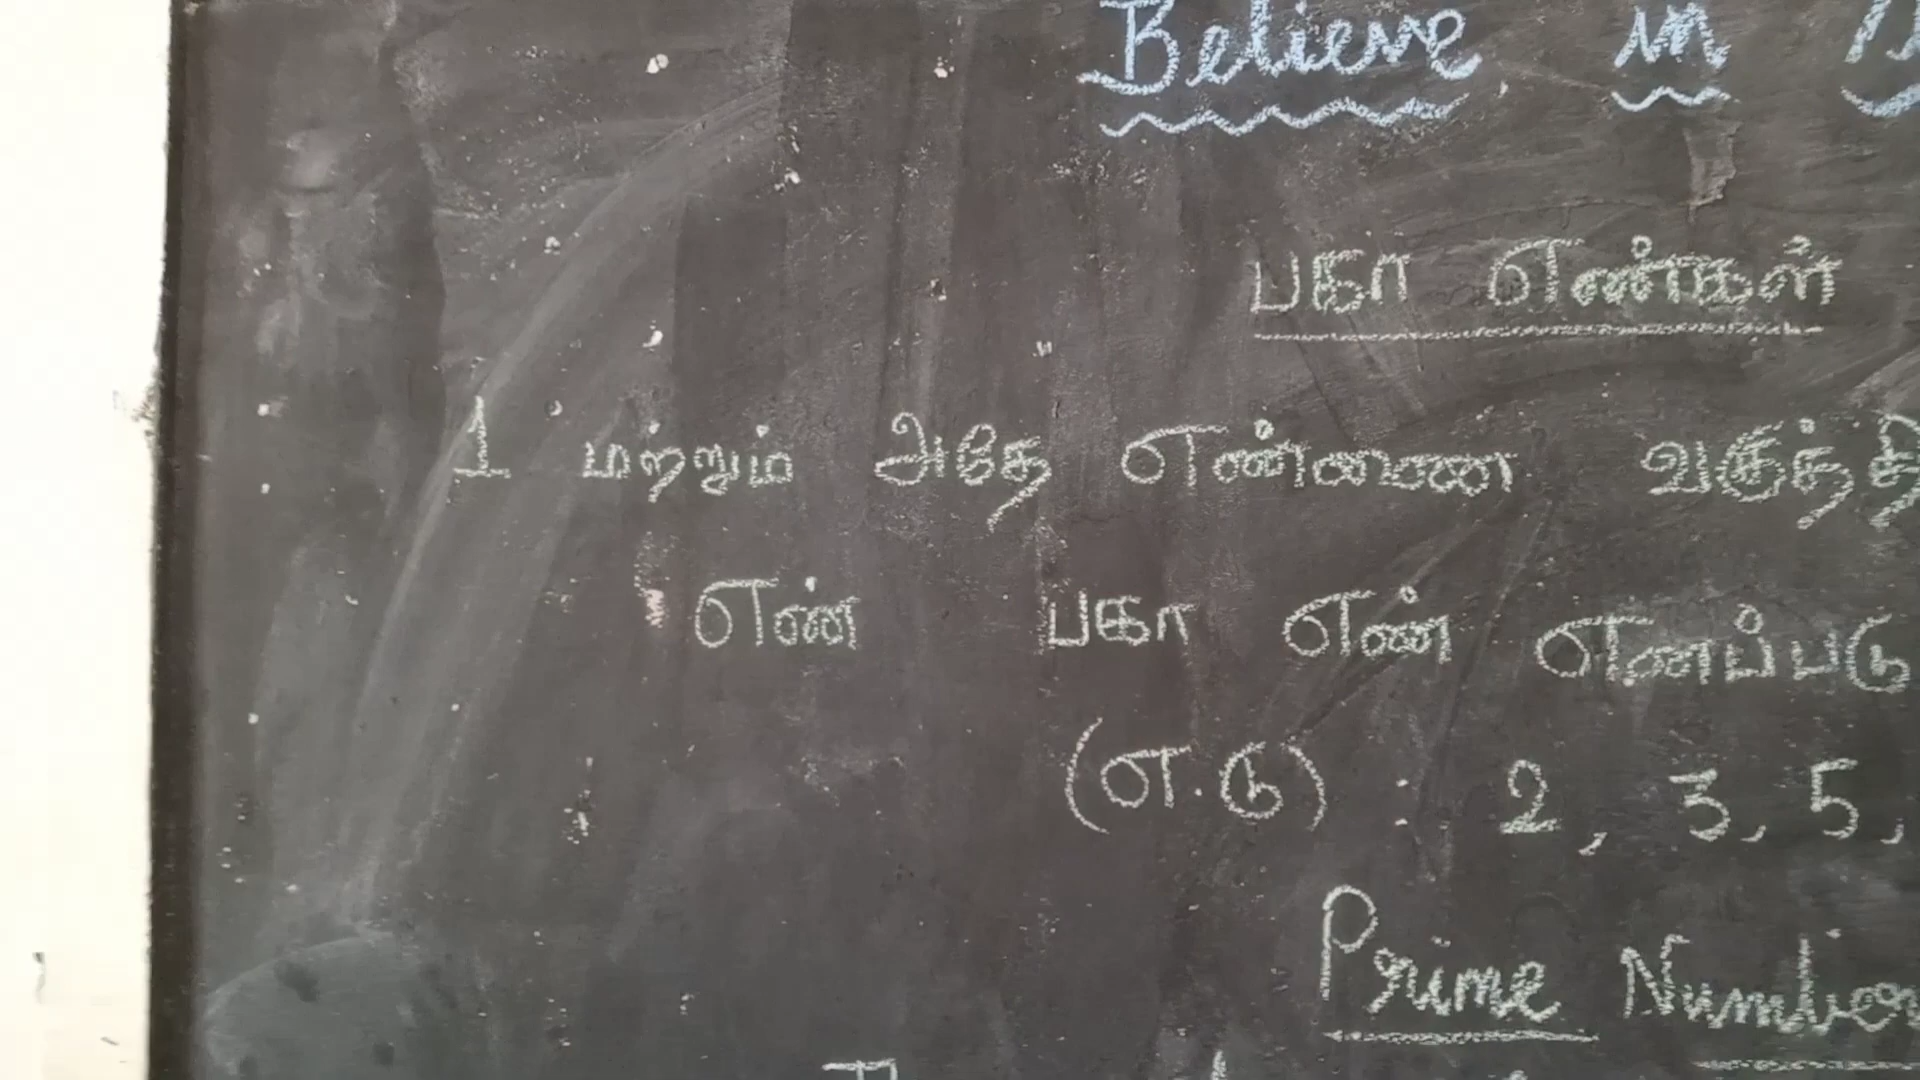 Believe in
பகா எண்கள்
1 மற்றும் அதே எண்ணை வகுத்தி
எண் பகா எண் எனப்படு
(எ.டு) : 2, 3, 5,
Prime Number